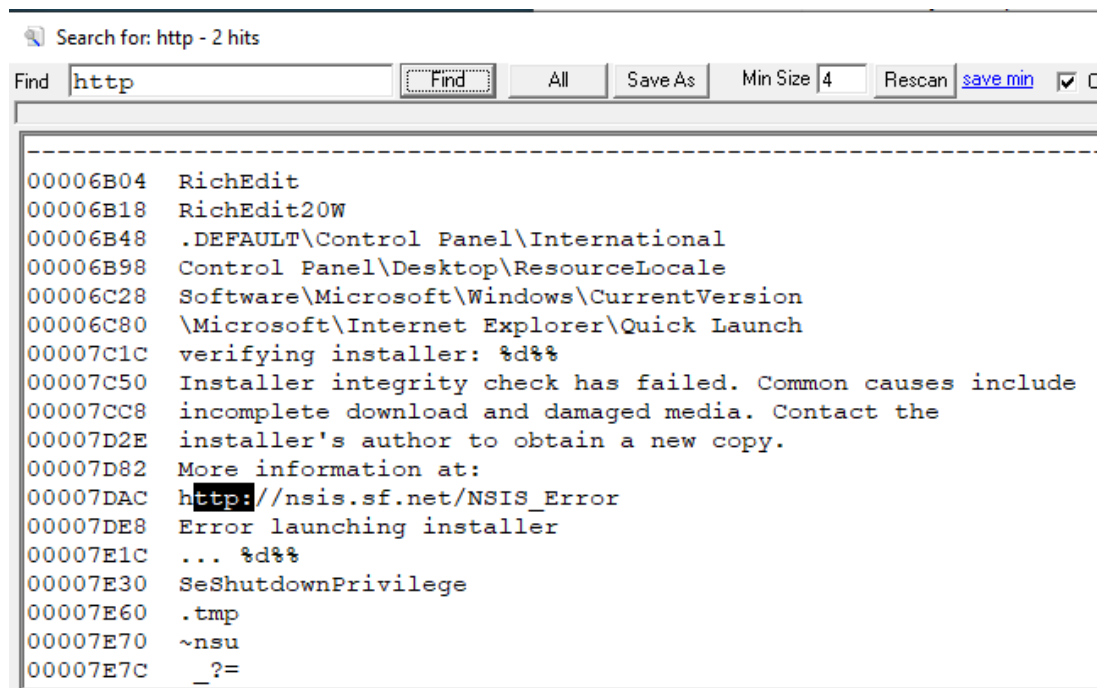 Search for: http - 2 hits
Find http Find All Save As Min Size 4 Rescan save min
--------------------------------------------------------------------------
00006B04 RichEdit
00006B18 RichEdit20W
00006B48 .DEFAULT\Control Panel\International
00006B98 Control Panel\Desktop\ResourceLocale
00006C28 Software\Microsoft\Windows\CurrentVersion
00006C80 \Microsoft\Internet Explorer\Quick Launch
00007C1C verifying installer: %d%%
00007C50 Installer integrity check has failed. Common causes include
00007CC8 incomplete download and damaged media. Contact the
00007D2E installer's author to obtain a new copy.
00007D82 More information at:
00007DAC http://nsis.sf.net/NSIS_Error
00007DE8 Error launching installer
00007E1C ... %d%%
00007E30 SeShutdownPrivilege
00007E60 .tmp
00007E70 ~nsu
00007E7C _?=